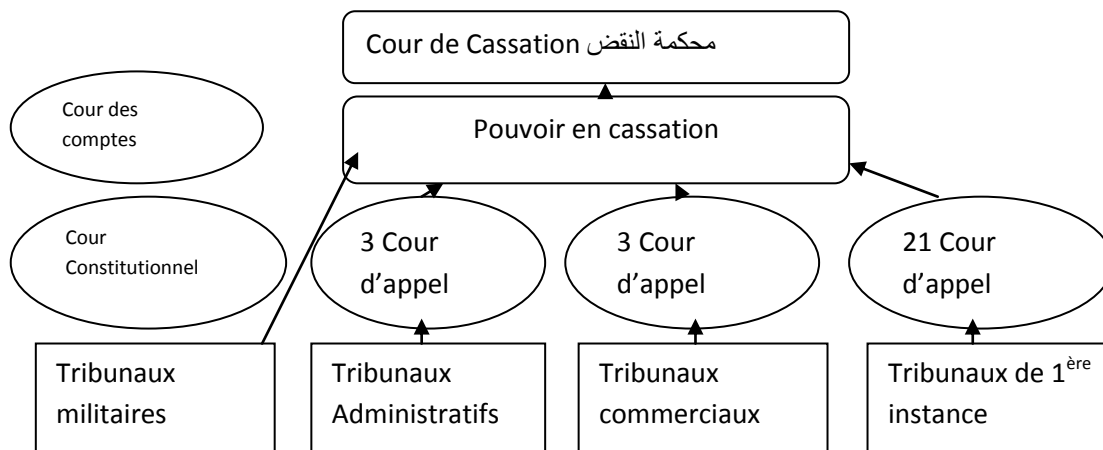 Cour de Cassation محكمة النقض
Cour des
comptes
Pouvoir en cassation
Cour
Constitutionnel
3 Cour
d’appel
3 Cour
d’appel
21 Cour
d’appel
Tribunaux
militaires
Tribunaux
Administratifs
Tribunaux
commerciaux
Tribunaux de 1ère
instance